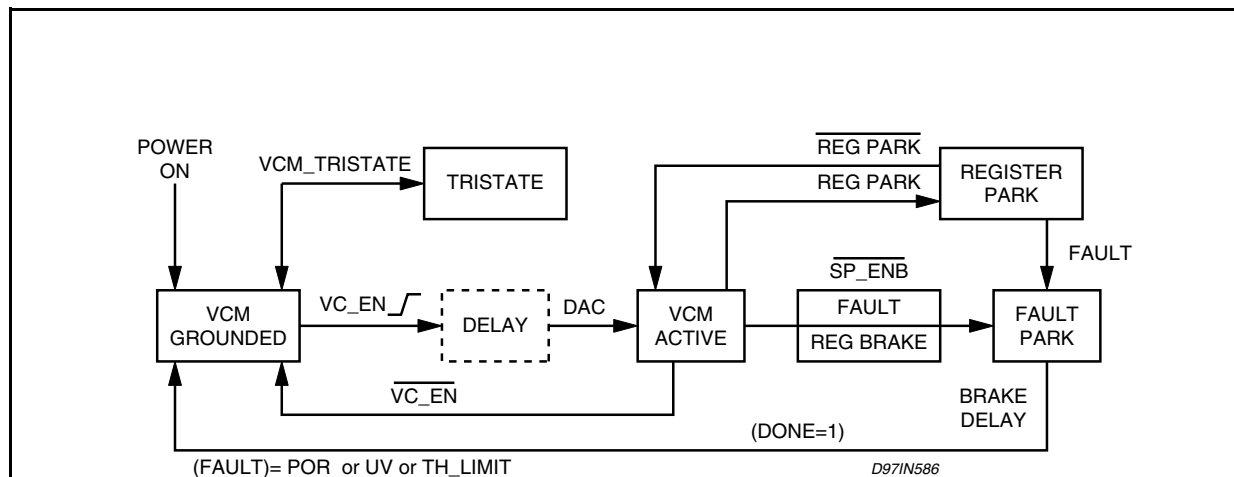 POWER
ON
VCM_TRISTATE
TRISTATE
REG PARK
REG PARK
REGISTER
PARK
FAULT
SP_ENB
VCM
GROUNDED
VC_EN
DELAY
DAC
VCM
ACTIVE
FAULT
REG BRAKE
FAULT
PARK
VC_EN
BRAKE
DELAY
(DONE=1)
(FAULT)= POR or UV or TH_LIMIT
D97IN586